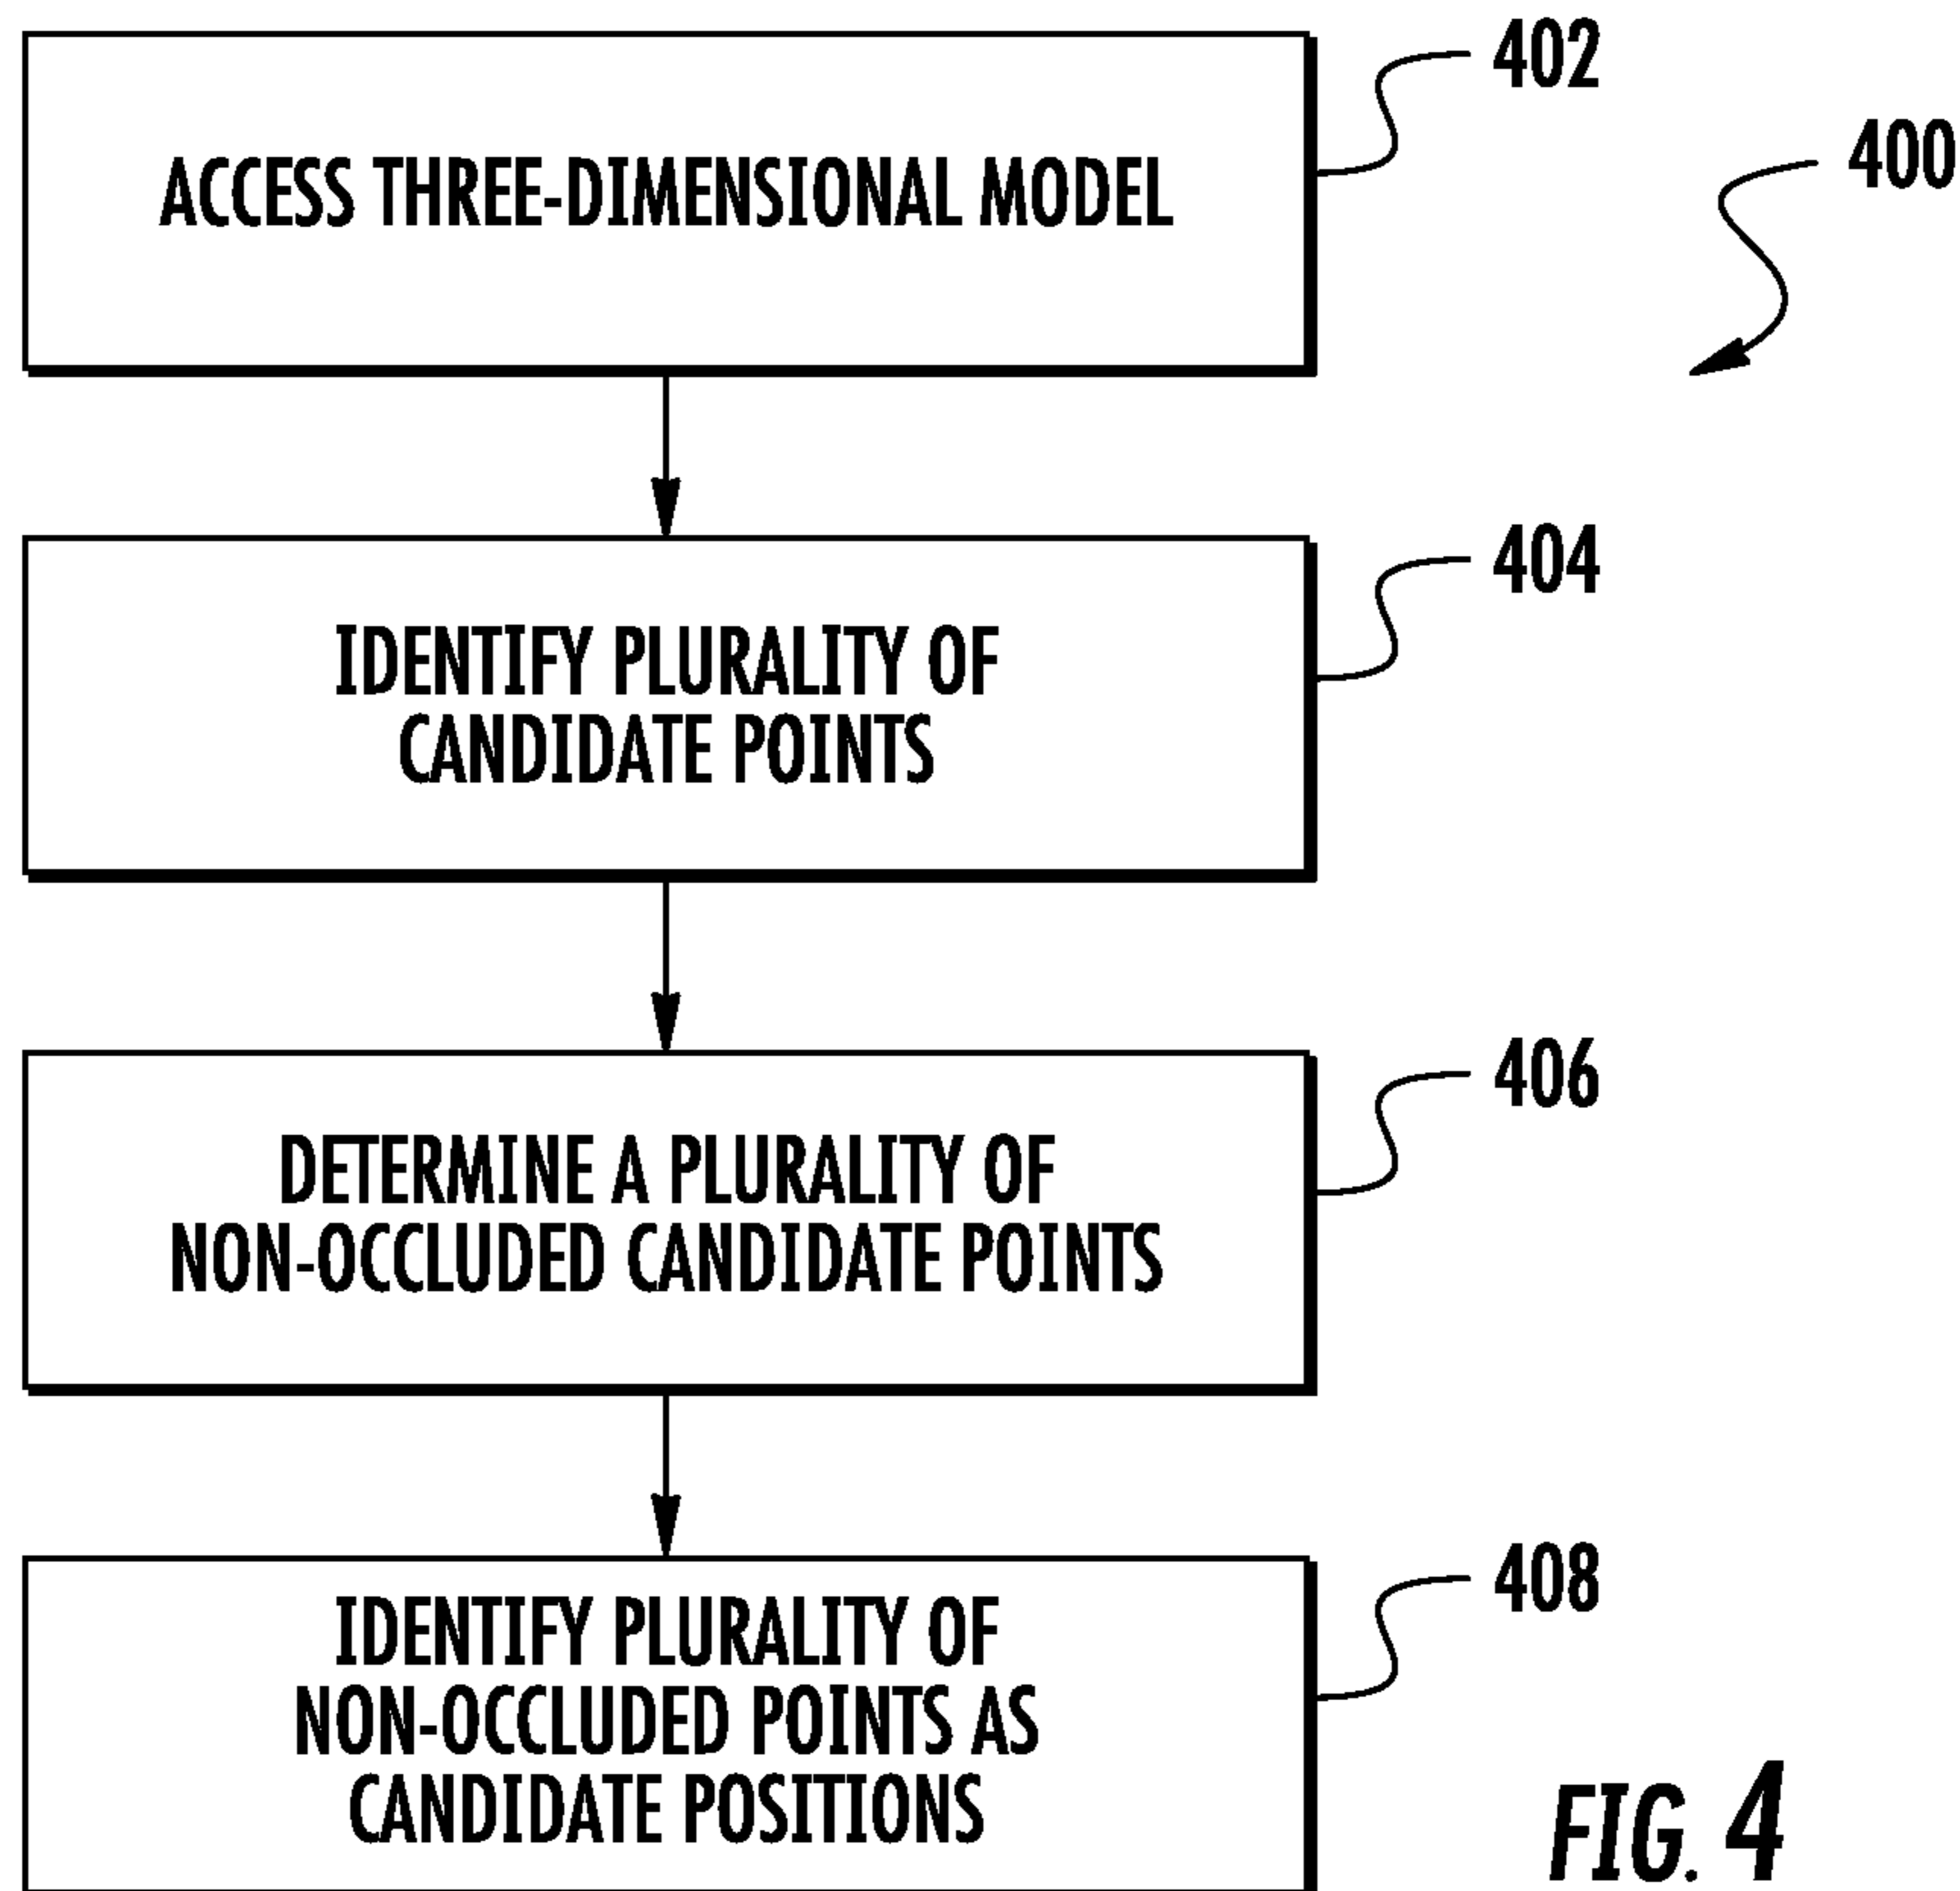 402
400
ACCESS THREE-DIMENSIONAL MODEL
404
IDENTIFY PLURALITY OF
CANDIDATE POINTS
406
DETERMINE A PLURALITY OF
NON-OCCLUDED CANDIDATE POINTS
408
IDENTIFY PLURALITY OF
NON-OCCLUDED POINTS AS
CANDIDATE POSITIONS
FIG. 4